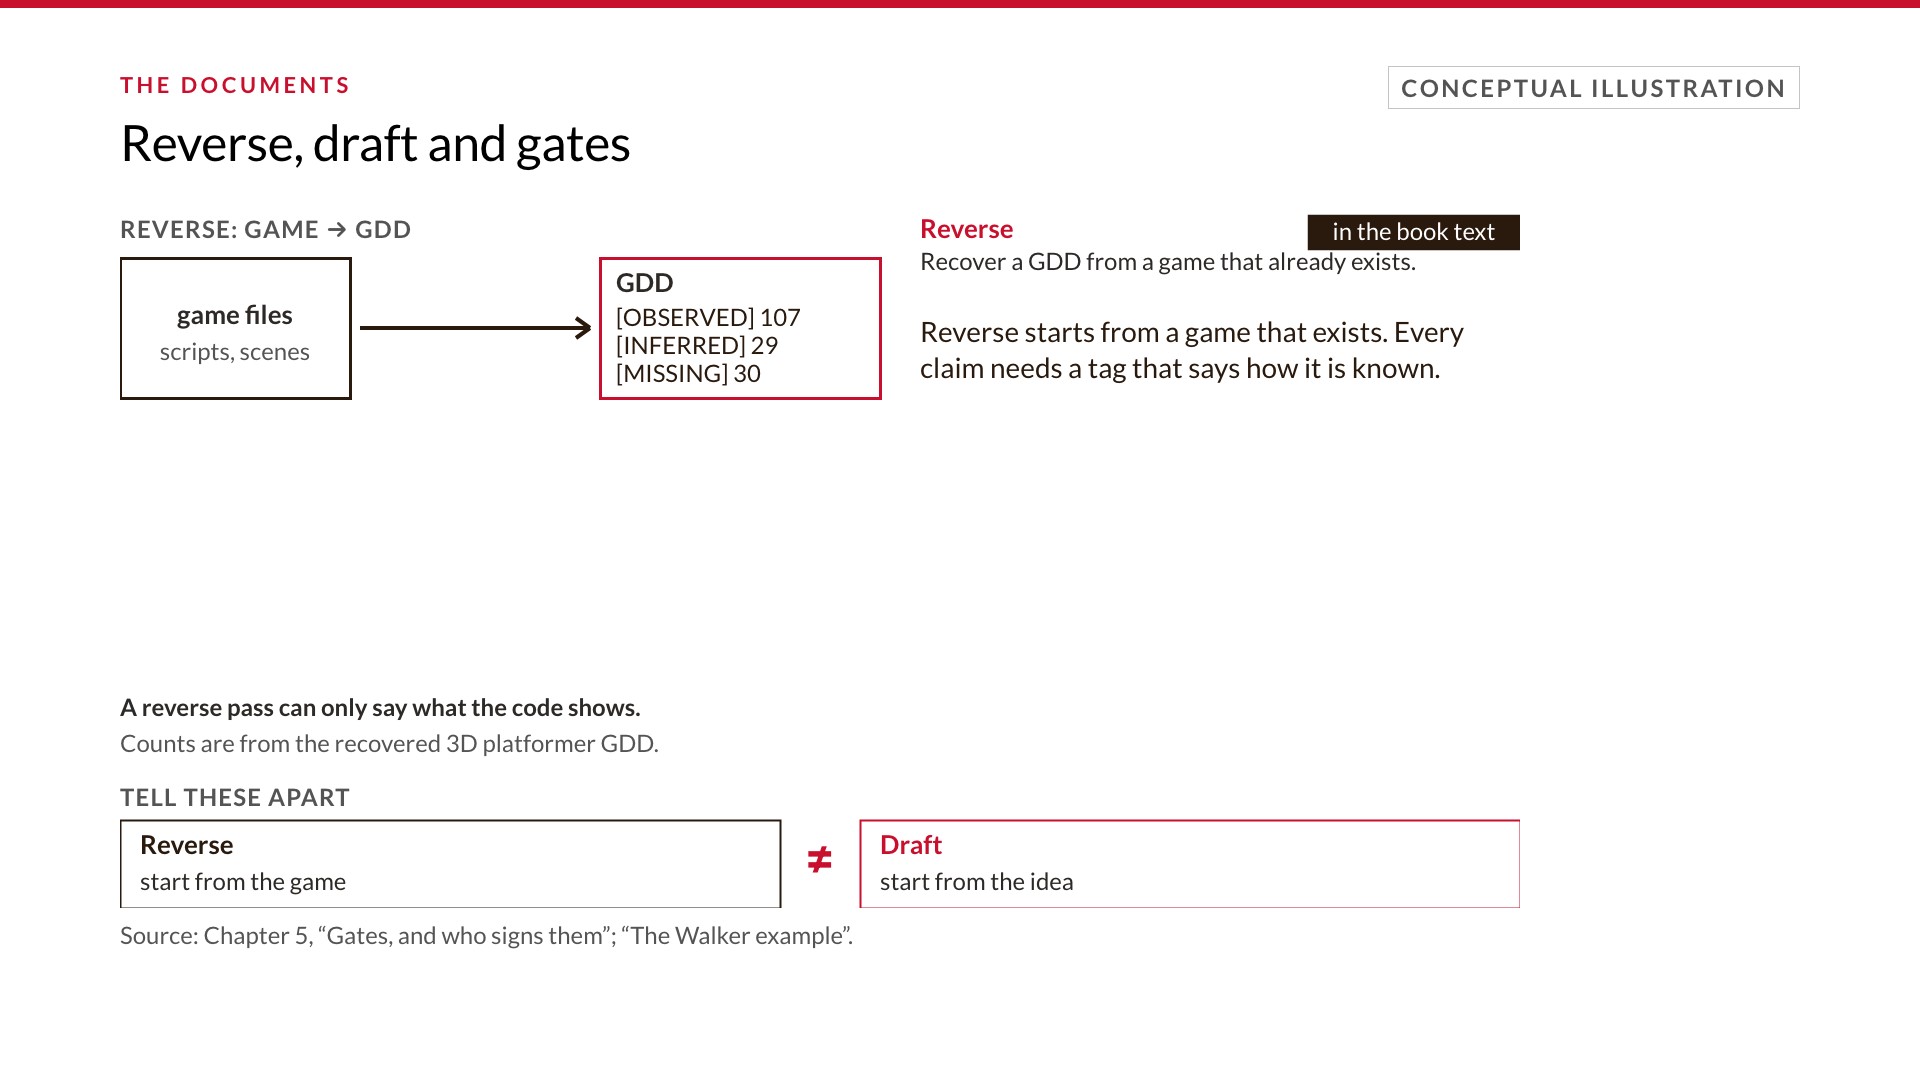 THE DOCUMENTS
CONCEPTUAL ILLUSTRATION
Reverse, draft and gates
REVERSE: GAME → GDD
game files
scripts, scenes
GDD
[OBSERVED] 107
[INFERRED] 29
[MISSING] 30
Reverse
in the book text
Recover a GDD from a game that already exists.
Reverse starts from a game that exists. Every
claim needs a tag that says how it is known.
A reverse pass can only say what the code shows.
Counts are from the recovered 3D platformer GDD.
TELL THESE APART
Reverse
start from the game
≠
Draft
start from the idea
Source: Chapter 5, “Gates, and who signs them”; “The Walker example”.